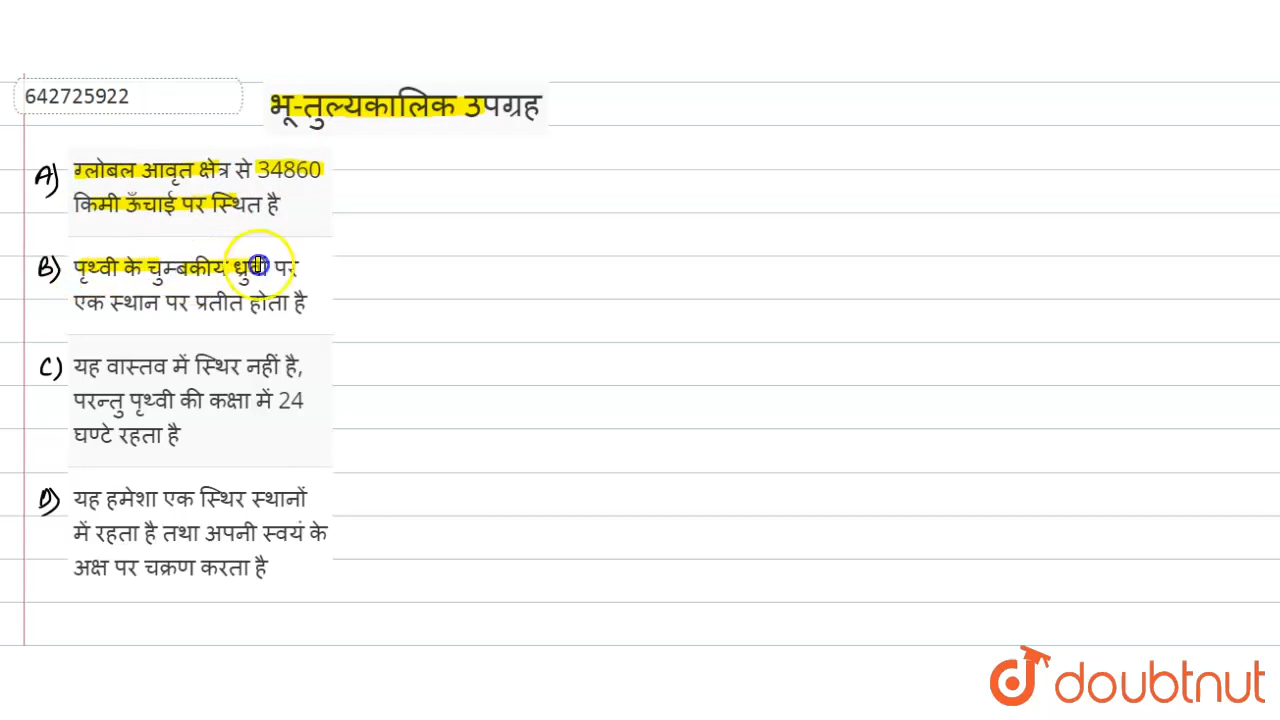 642725922
भू-तुल्यकालिक उपग्रह
A) ग्लोबल आवृत क्षेत्र से 34860
किमी ऊँचाई पर स्थित है
B) पृथ्वी के चुम्बकीय पर
एक स्थान पर प्रतीत होता है
C) यह वास्तव में स्थिर नहीं है,
परन्तु पृथ्वी की कक्षा में 24
घण्टे रहता है
D) यह हमेशा एक स्थिर स्थानों
में रहता है तथा अपनी स्वयं के
अक्ष पर चक्रण करता है
doubtnut